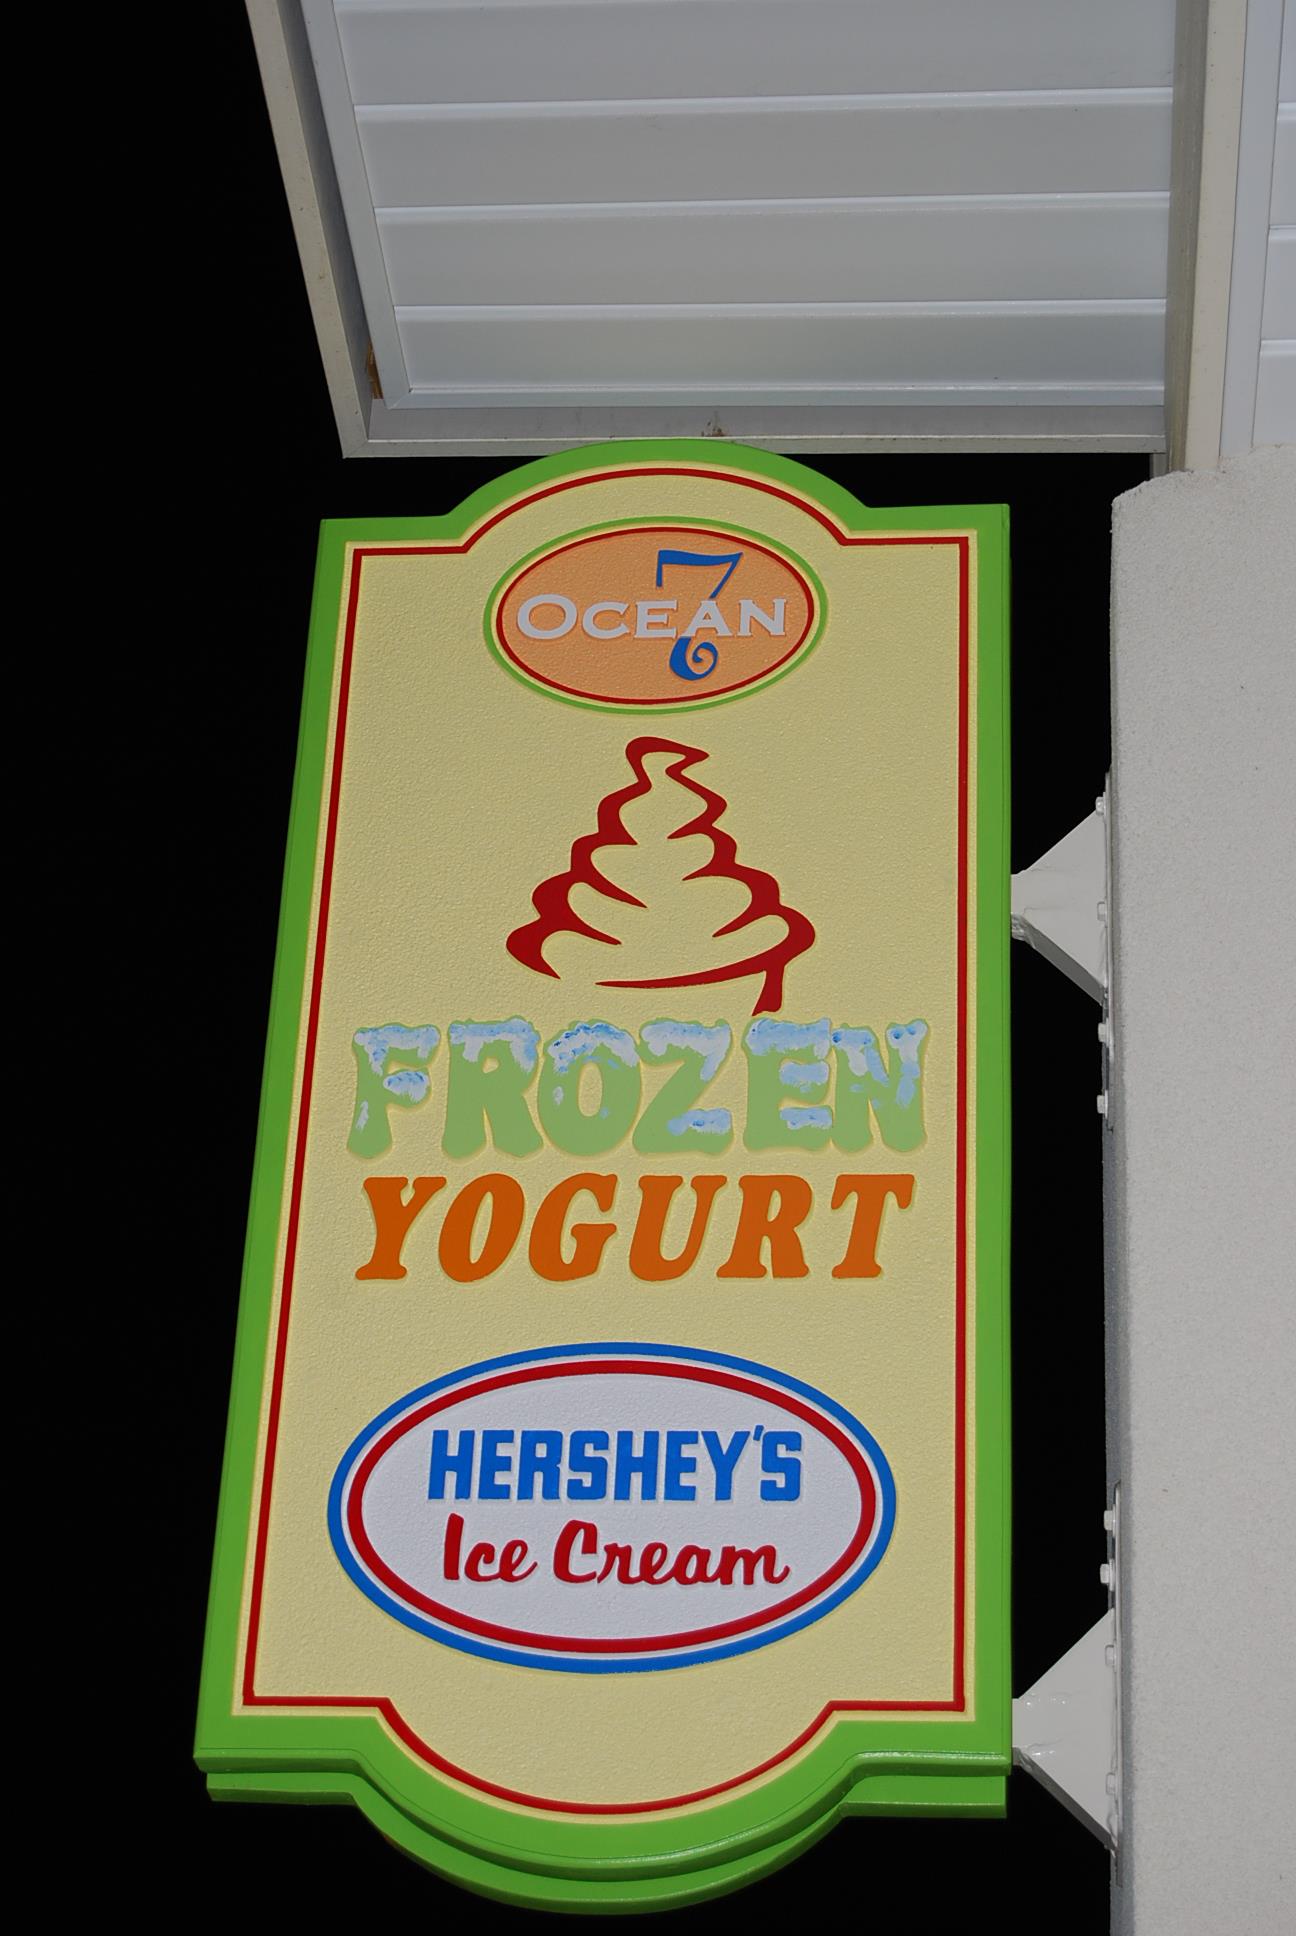 OCEAN 7
FROZEN
YOGURT
HERSHEY'S
Ice Cream